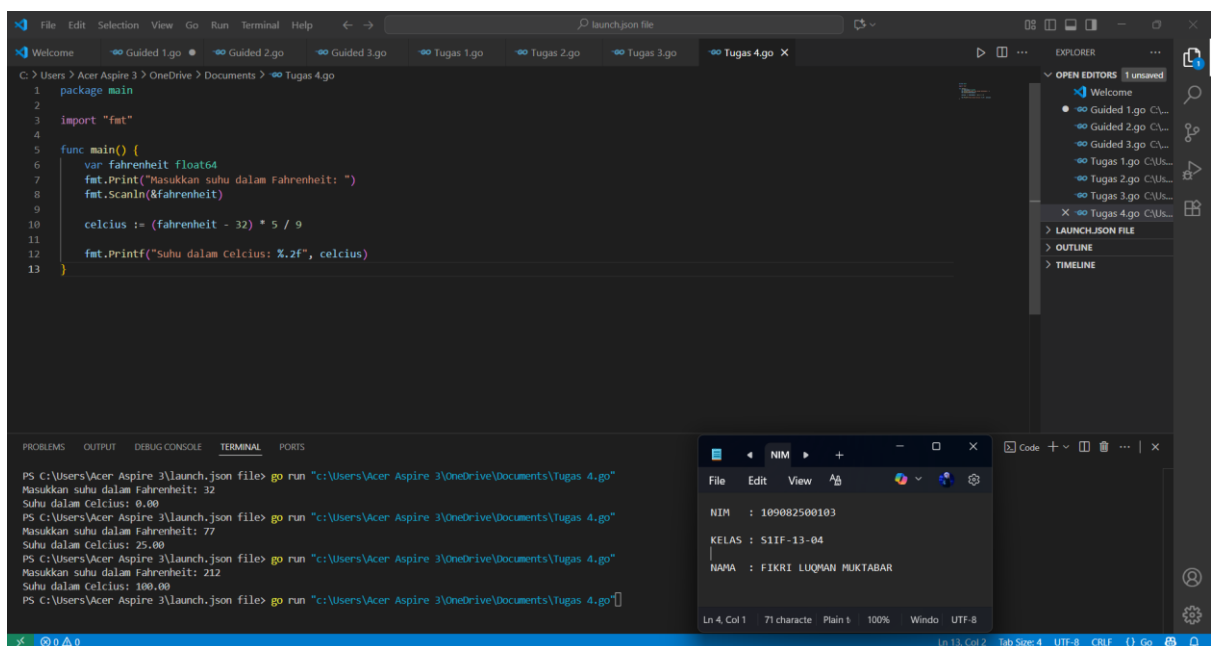 File Edit Selection View Go Run Terminal Help ← → launch.json file
Welcome Guided 1.go Guided 2.go Guided 3.go Tugas 1.go Tugas 2.go Tugas 3.go Tugas 4.go
C: > Users > Acer Aspire 3 > OneDrive > Documents > Tugas 4.go
1 package main
2
3 import "fmt"
4
5 func main() {
6 var fahrenheit float64
7 fmt.Print("Masukkan suhu dalam Fahrenheit: ")
8 fmt.Scanln(&fahrenheit)
9
10 celcius := (fahrenheit - 32) * 5 / 9
11
12 fmt.Printf("Suhu dalam Celcius: %.2f", celcius)
13 }
EXPLORER
OPEN EDITORS 1 unsaved
Welcome
Guided 1.go C:\...
Guided 2.go C:\...
Guided 3.go C:\...
Tugas 1.go C:\Us...
Tugas 2.go C:\Us...
Tugas 3.go C:\Us...
Tugas 4.go C:\Us...
LAUNCH.JSON FILE
OUTLINE
TIMELINE
1
PROBLEMS OUTPUT DEBUG CONSOLE TERMINAL PORTS
Code
PS C:\Users\Acer Aspire 3\launch.json file> go run "c:\Users\Acer Aspire 3\OneDrive\Documents\Tugas 4.go"
Masukkan suhu dalam Fahrenheit: 32
Suhu dalam Celcius: 0.00
PS C:\Users\Acer Aspire 3\launch.json file> go run "c:\Users\Acer Aspire 3\OneDrive\Documents\Tugas 4.go"
Masukkan suhu dalam Fahrenheit: 77
Suhu dalam Celcius: 25.00
PS C:\Users\Acer Aspire 3\launch.json file> go run "c:\Users\Acer Aspire 3\OneDrive\Documents\Tugas 4.go"
Masukkan suhu dalam Fahrenheit: 212
Suhu dalam Celcius: 100.00
PS C:\Users\Acer Aspire 3\launch.json file> go run "c:\Users\Acer Aspire 3\OneDrive\Documents\Tugas 4.go"
NIM
File Edit View
NIM : 109082500103
KELAS : S1IF-13-04
NAMA : FIKRI LUQMAN MUKTABAR
Ln 4, Col 1 71 characte Plain t 100% Windo UTF-8
0 0
Ln 13, Col 2 Tab Size: 4 UTF-8 CRLF {} Go